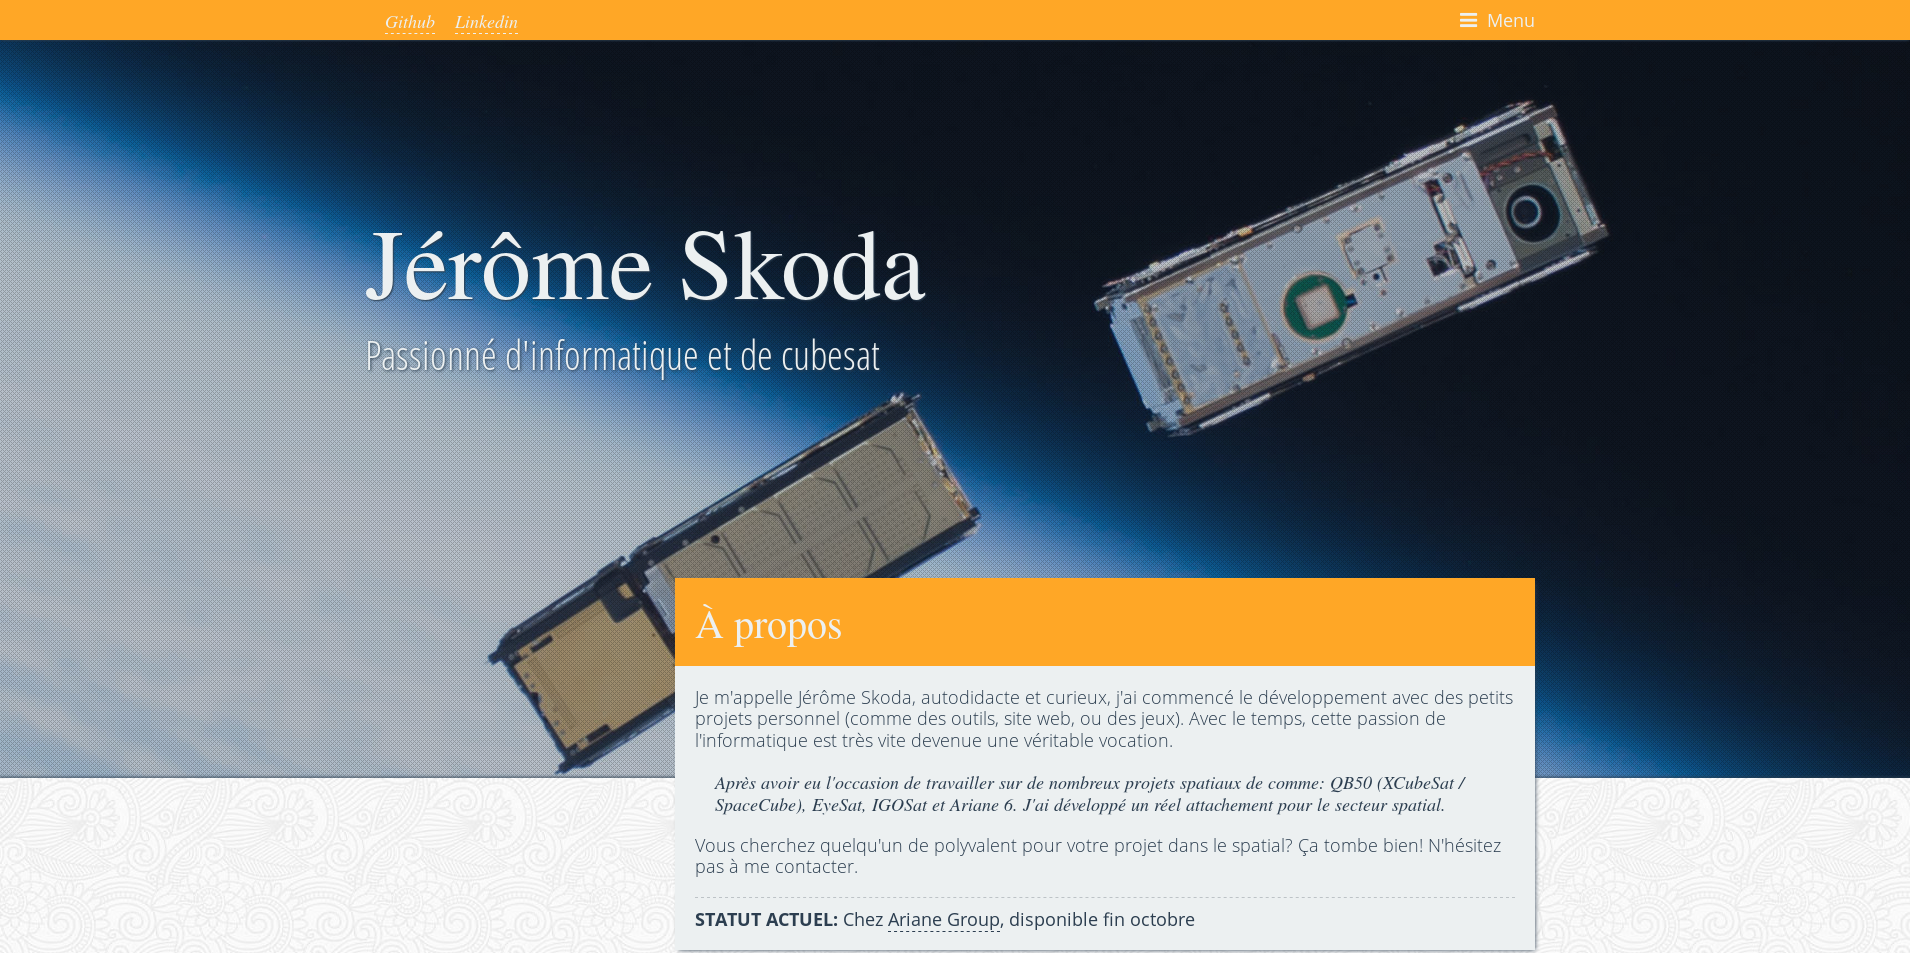 Github Linkedin Menu
Jérôme Skoda
Passionné d'informatique et de cubesat
À propos
Je m'appelle Jérôme Skoda, autodidacte et curieux, j'ai commencé le développement avec des petits
projets personnel (comme des outils, site web, ou des jeux). Avec le temps, cette passion de
l'informatique est très vite devenue une véritable vocation.
Après avoir eu l'occasion de travailler sur de nombreux projets spatiaux de comme: QB50 (XCubeSat /
SpaceCube), EyeSat, IGOSat et Ariane 6. J'ai développé un réel attachement pour le secteur spatial.
Vous cherchez quelqu'un de polyvalent pour votre projet dans le spatial? Ça tombe bien! N'hésitez
pas à me contacter.
STATUT ACTUEL: Chez Ariane Group, disponible fin octobre